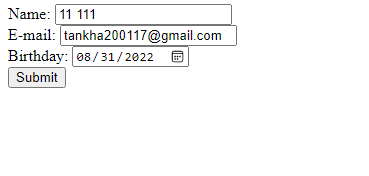 Name: 11 111
E-mail: tankha200117@gmail.com
Birthday: 08/31/2022
Submit